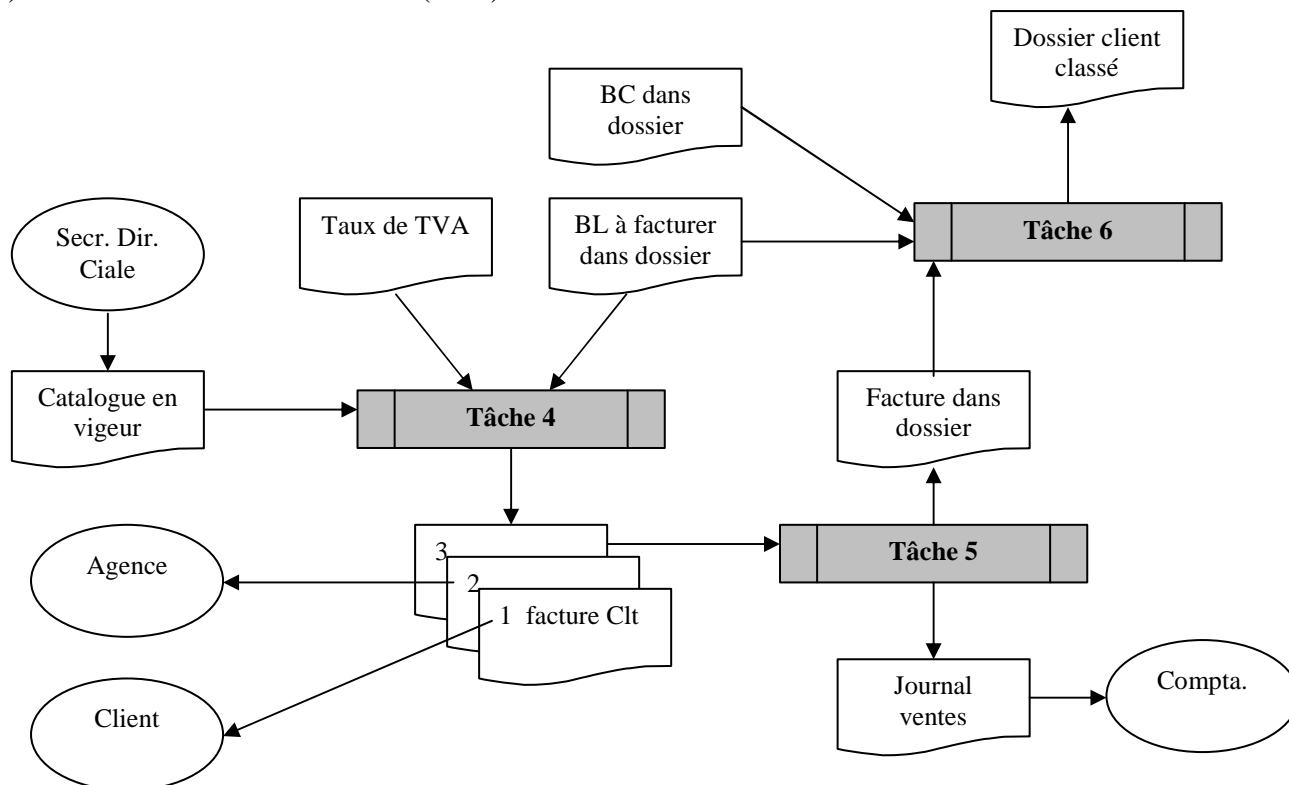 Dossier client
classé
BC dans
dossier
Secr. Dir.
Ciale
Taux de TVA
BL à facturer
dans dossier
Tâche 6
Catalogue en
vigeur
Tâche 4
Facture dans
dossier
Agence
3
2
1 facture Clt
Tâche 5
Client
Journal
ventes
Compta.